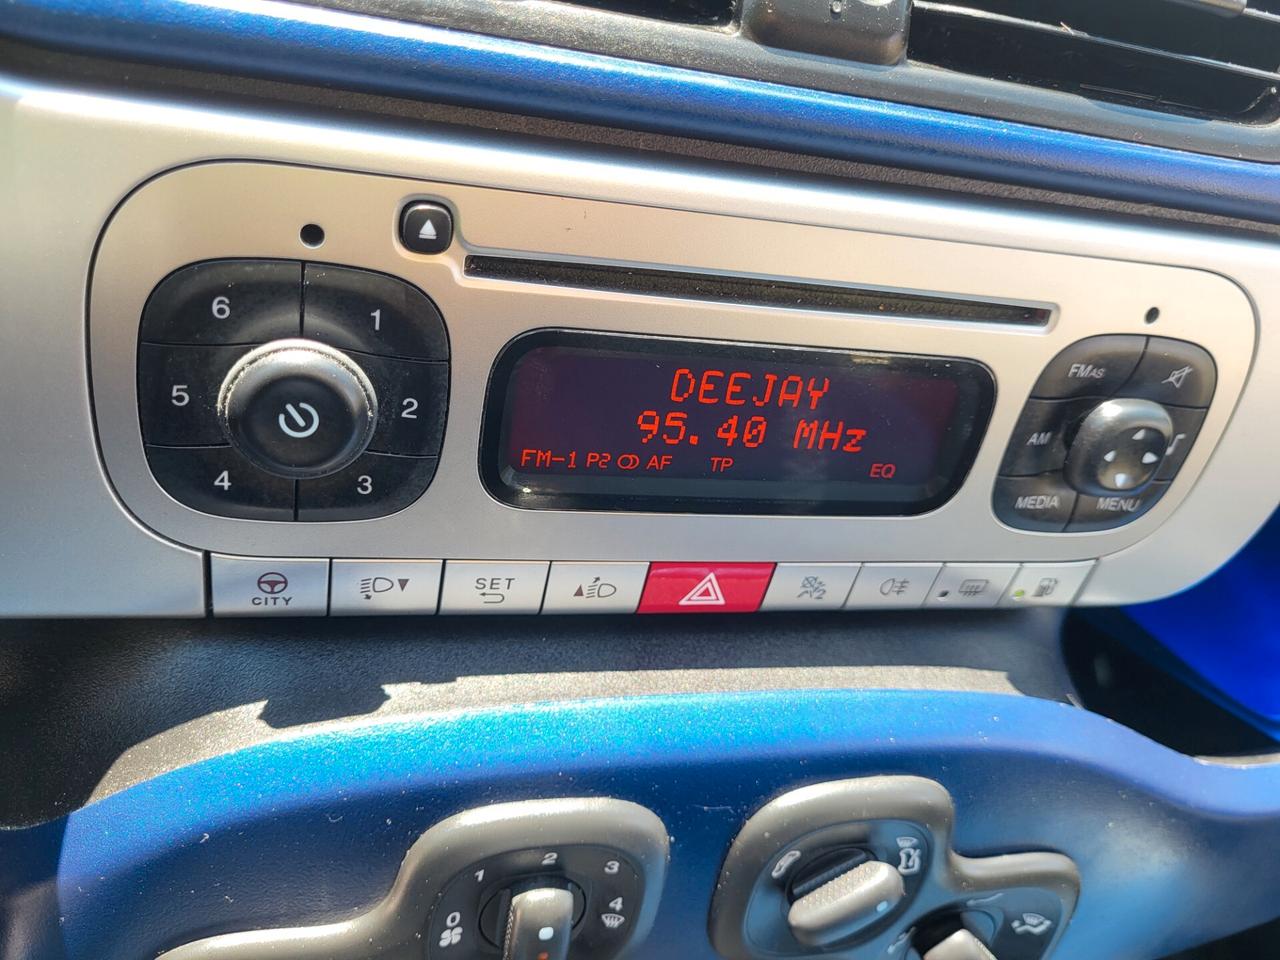 6
1
5
2
4
3
DEEJAY
95.40 MHz
FM-1 P2 AF TP EQ
FMAS
AM
MEDIA
MENU
CITY
SET
2
0
1
2
3
4